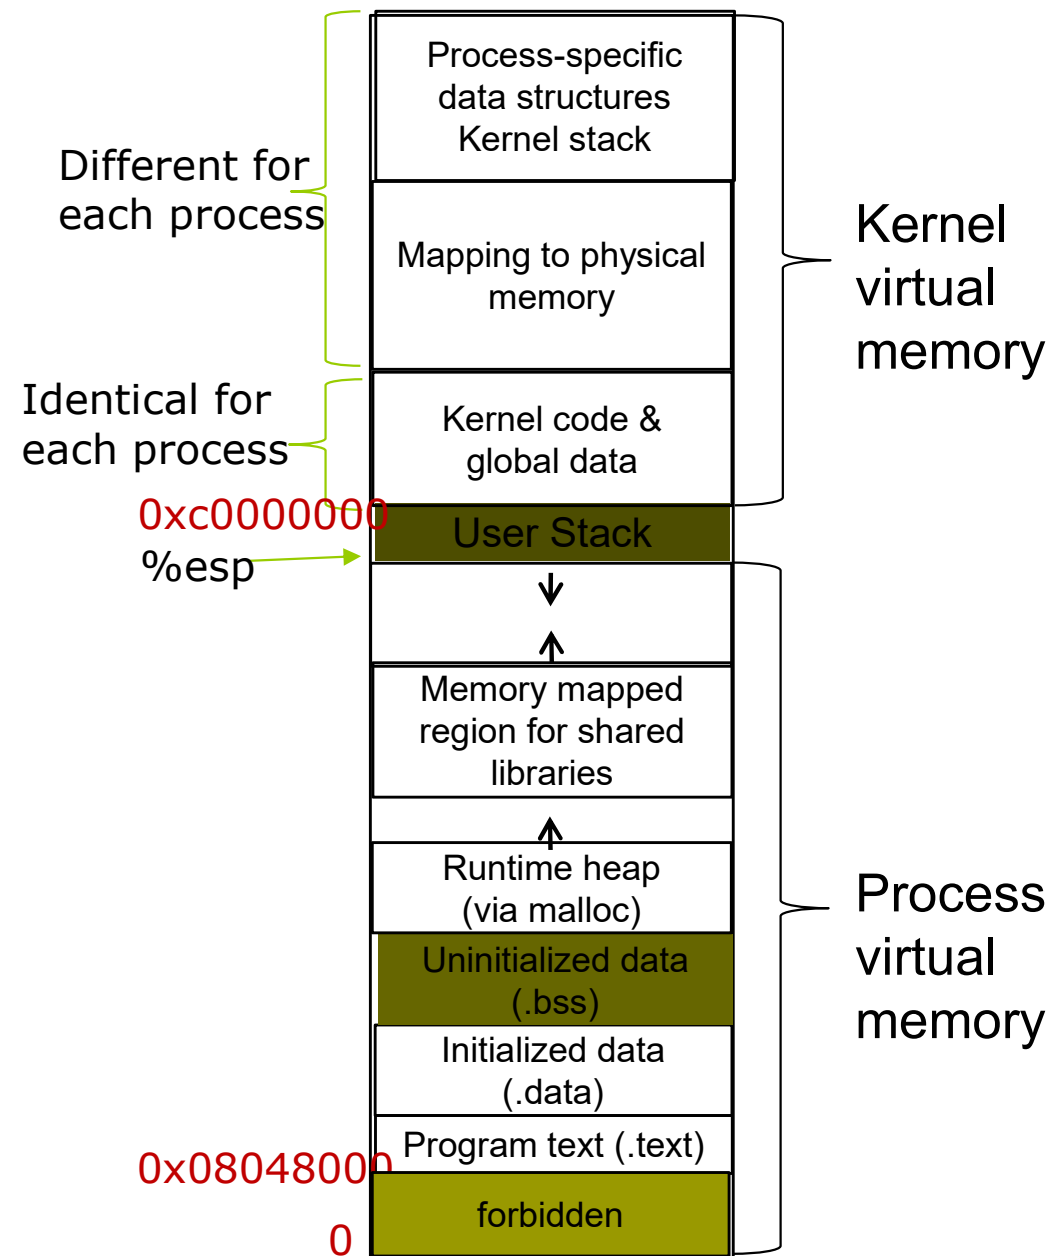 Process-specific
data structures
Kernel stack
Different for
each process
Mapping to physical
memory
Kernel
virtual
memory
Identical for
each process
Kernel code &
global data
0xc0000000
User Stack
%esp
Memory mapped
region for shared
libraries
Runtime heap
(via malloc)
Process
virtual
memory
Uninitialized data
(.bss)
Initialized data
(.data)
Program text (.text)
0x08048000
forbidden
0